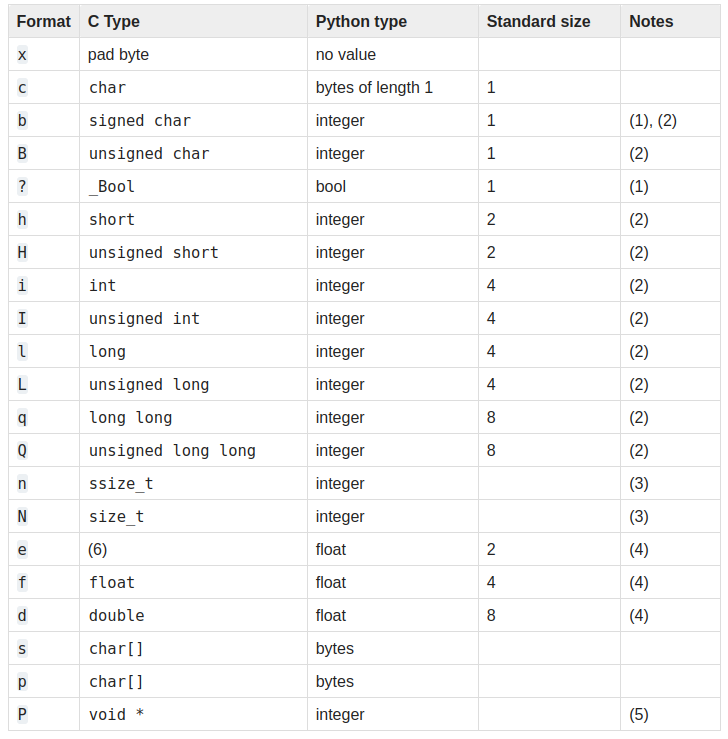 Format C Type Python type Standard size Notes
x pad byte no value
c char bytes of length 1 1
b signed char integer 1 (1), (2)
B unsigned char integer 1 (2)
? _Bool bool 1 (1)
h short integer 2 (2)
H unsigned short integer 2 (2)
i int integer 4 (2)
I unsigned int integer 4 (2)
l long integer 4 (2)
L unsigned long integer 4 (2)
q long long integer 8 (2)
Q unsigned long long integer 8 (2)
n ssize_t integer (3)
N size_t integer (3)
e (6) float 2 (4)
f float float 4 (4)
d double float 8 (4)
s char[] bytes
p char[] bytes
P void * integer (5)